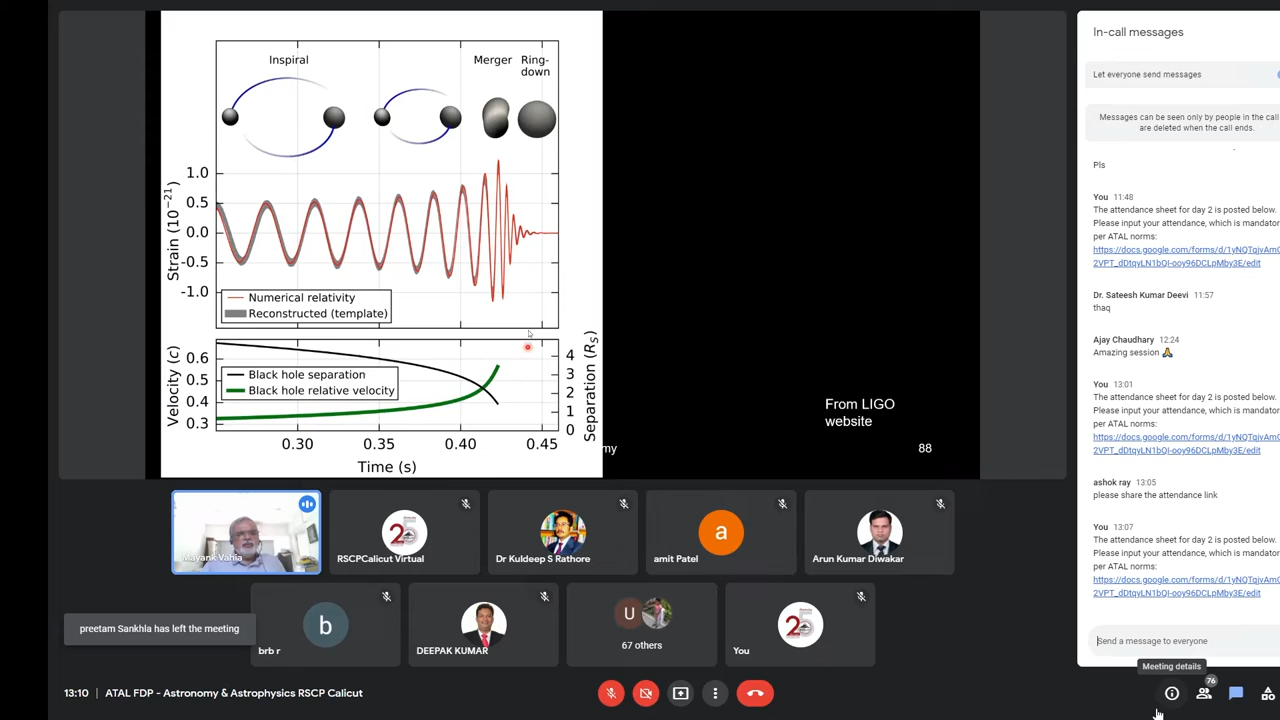 Inspiral
Merger
Ring-
down
Strain (10⁻²¹)
1.0
0.5
0.0
-0.5
-1.0
Numerical relativity
Reconstructed (template)
Velocity (c)
0.6
0.5
0.4
0.3
Black hole separation
Black hole relative velocity
4
3
2
1
0
Separation (R_S)
0.30
0.35
0.40
0.45
Time (s)
From LIGO
website
my
88
Mayank Vahia
RSCPCalicut Virtual
Dr Kuldeep S Rathore
a
amit Patel
Arun Kumar Diwakar
b
brb r
DEEPAK KUMAR
U
67 others
You
preetam Sankhla has left the meeting
13:10 | ATAL FDP - Astronomy & Astrophysics RSCP Calicut
In-call messages
Let everyone send messages
Messages can be seen only by people in the call
are deleted when the call ends.
Pls
You 11:48
The attendance sheet for day 2 is posted below.
Please input your attendance, which is mandator
per ATAL norms:
Dr. Sateesh Kumar Deevi 11:57
thaq
Ajay Chaudhary 12:24
Amazing session 🙏
You 13:01
The attendance sheet for day 2 is posted below.
Please input your attendance, which is mandator
per ATAL norms:
ashok ray 13:05
please share the attendance link
You 13:07
The attendance sheet for day 2 is posted below.
Please input your attendance, which is mandator
per ATAL norms:
Send a message to everyone
Meeting details
76